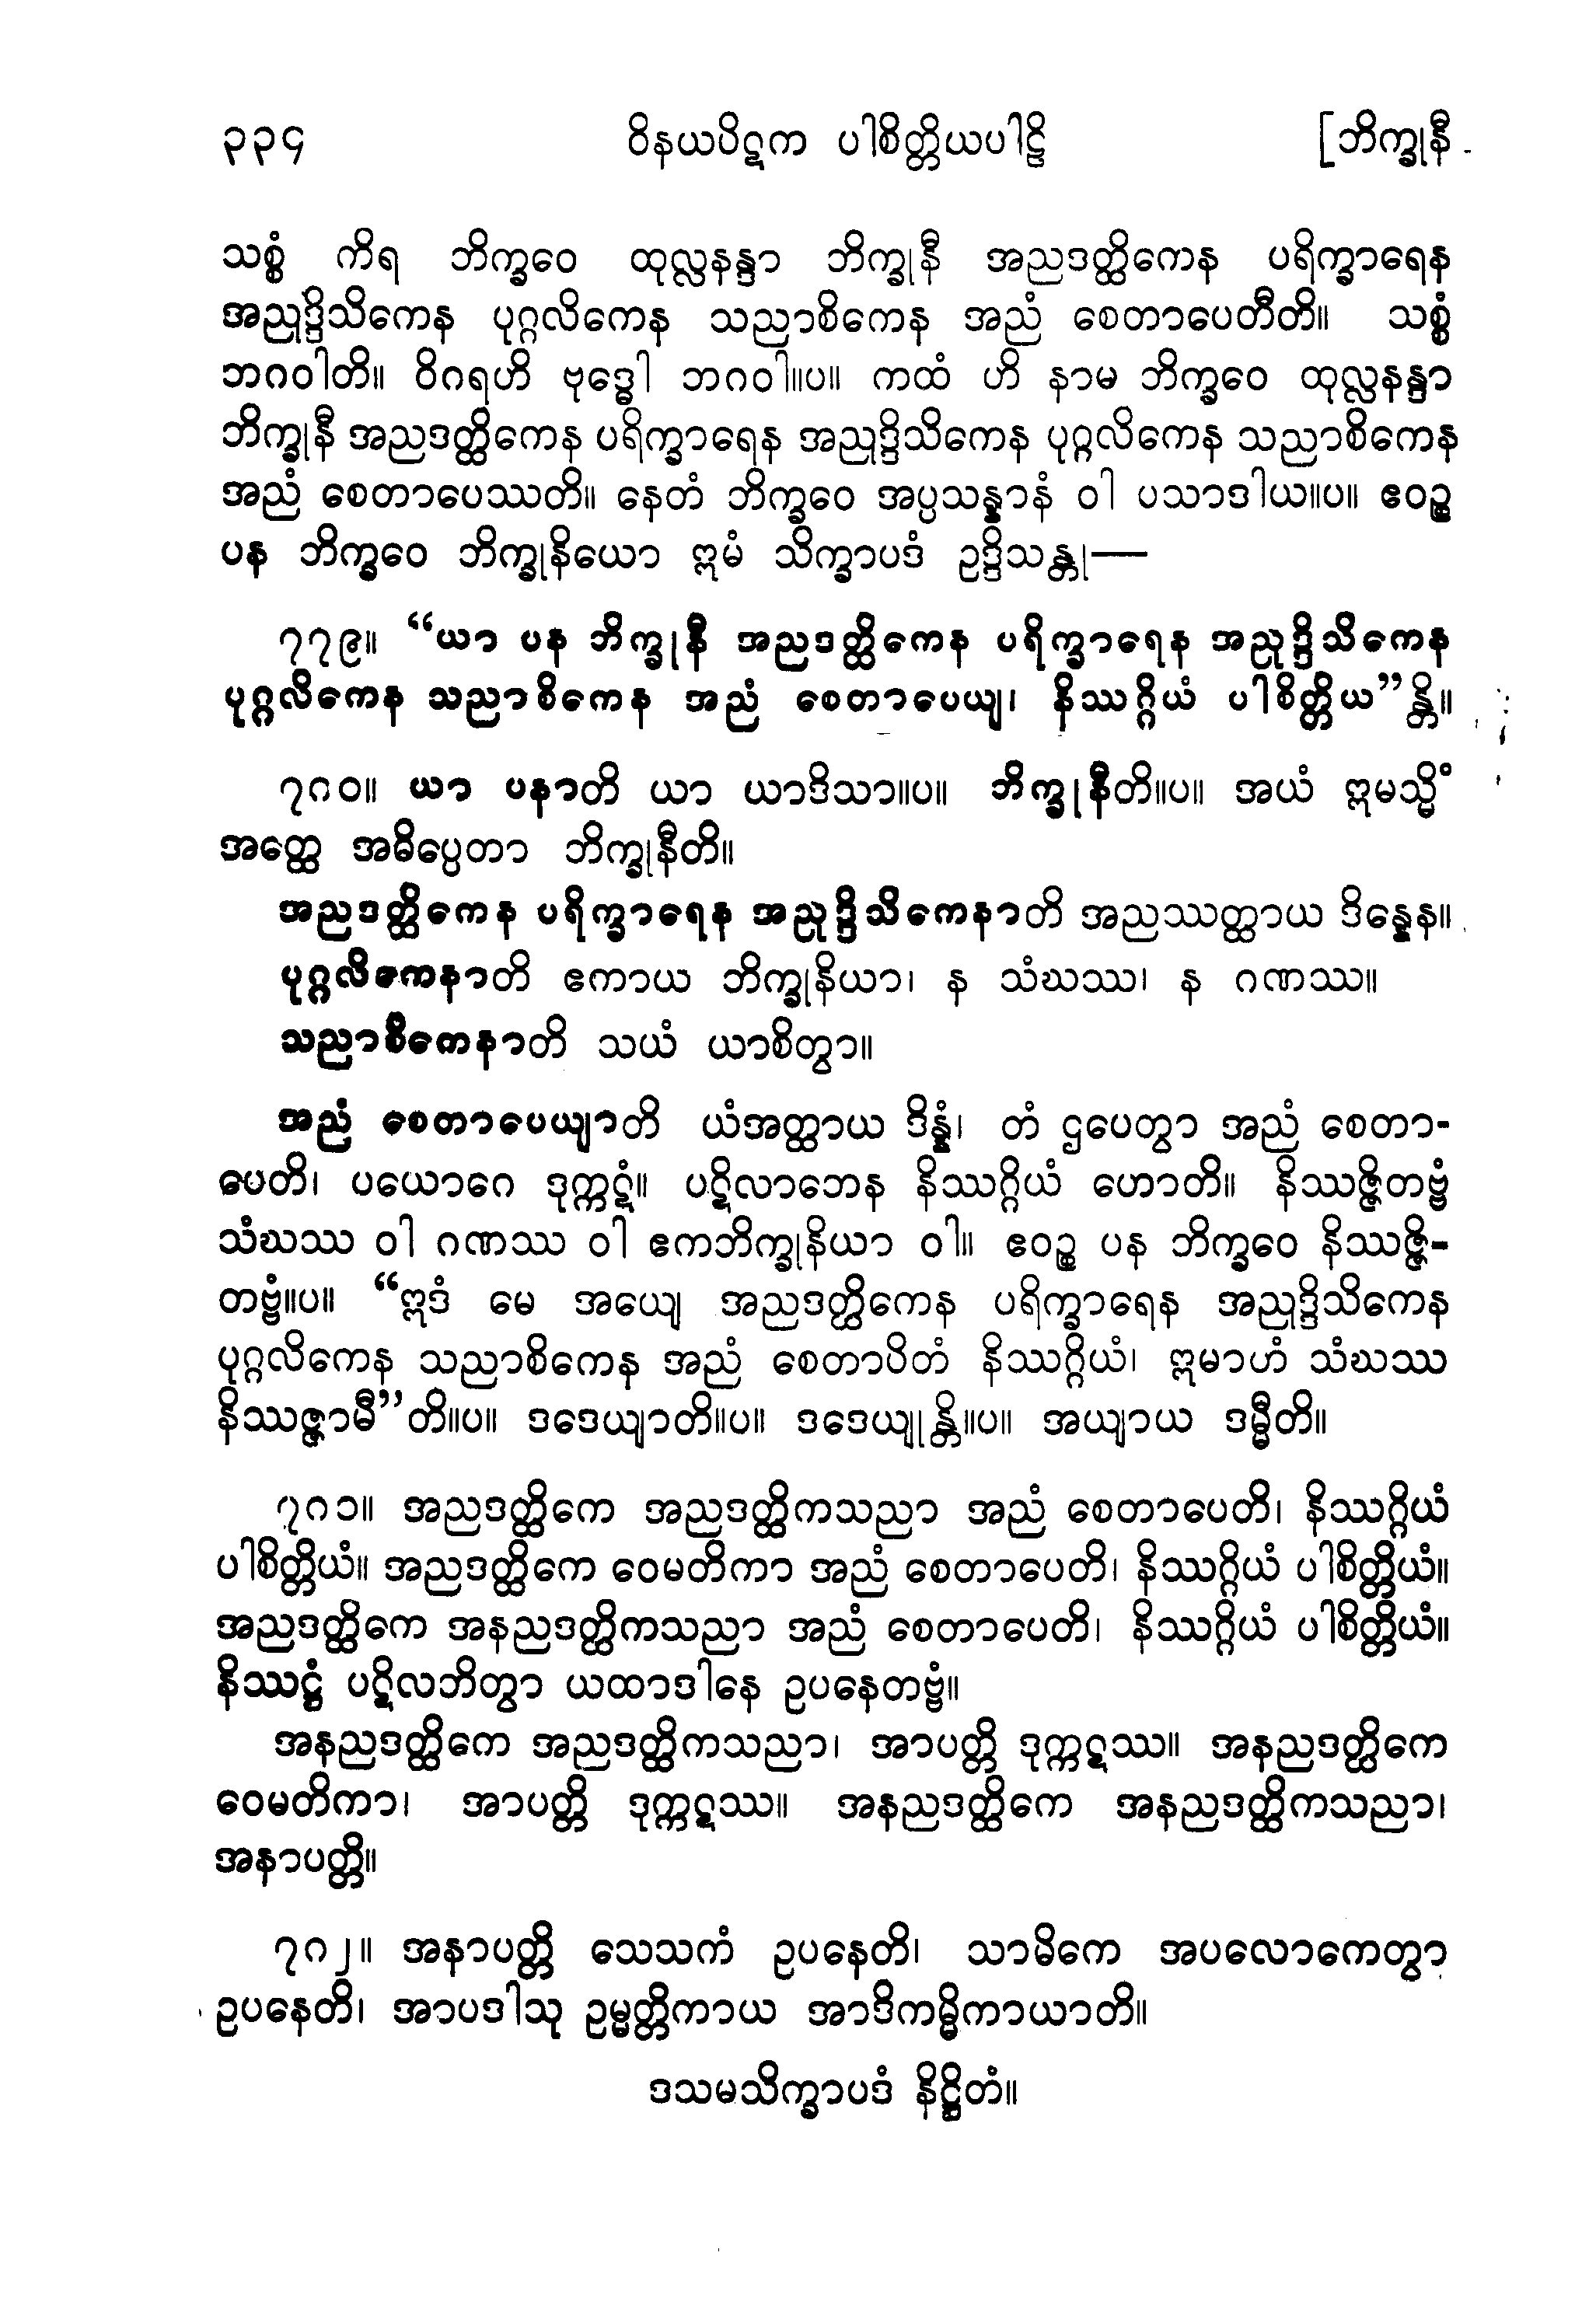 ၃၃၄ ဝိနယပိဋက ပါစိတ္တိယပါဠိ [ဘိက္ခုနီ-
သစ္စံ ကိရ ဘိက္ခဝေ ထုလ္လနန္ဒာ ဘိက္ခုနီ အညဒတ္ထိကေန ပရိက္ခာရေန
အညုဒ္ဒိသိကေန ပုဂ္ဂလိကေန သညာစိကေန အညံ စေတာပေတီတိ။ သစ္စံ
ဘဂဝါတိ။ ဝိဂရဟိ ဗုဒ္ဓေါ ဘဂဝါ။ပ။ ကထံ ဟိ နာမ ဘိက္ခဝေ ထုလ္လနန္ဒာ
ဘိက္ခုနီ အညဒတ္ထိကေန ပရိက္ခာရေန အညုဒ္ဒိသိကေန ပုဂ္ဂလိကေန သညာစိကေန
အညံ စေတာပေဿတိ။ နေတံ ဘိက္ခဝေ အပ္ပသန္နာနံ ဝါ ပသာဒါယ။ပ။ ဧဝဉ္စ
ပန ဘိက္ခဝေ ဘိက္ခုနိယော ဣမံ သိက္ခာပဒံ ဥဒ္ဒိသန္တု—
၇၇၉။ “ယာ ပန ဘိက္ခုနီ အညဒတ္ထိကေန ပရိက္ခာရေန အညုဒ္ဒိသိကေန
ပုဂ္ဂလိကေန သညာစိကေန အညံ စေတာပေယျ၊ နိဿဂ္ဂိယံ ပါစိတ္တိယ”န္တိ။
၇၈၀။ ယာ ပနာတိ ယာ ယာဒိသာ။ပ။ ဘိက္ခုနီတိ။ပ။ အယံ ဣမသ္မိံ
အတ္ထေ အဓိပ္ပေတာ ဘိက္ခုနီတိ။
အညဒတ္ထိကေန ပရိက္ခာရေန အညုဒ္ဒိသိကေနာတိ အညဿတ္ထာယ ဒိန္နေန။
ပုဂ္ဂလိကေနာတိ ဧကာယ ဘိက္ခုနိယာ၊ န သံဃဿ၊ န ဂဏဿ။
သညာစိကေနာတိ သယံ ယာစိတွာ။
အညံ စေတာပေယျာတိ ယံအတ္ထာယ ဒိန္နံ၊ တံ ဌပေတွာ အညံ စေတာ-
ပေတိ၊ ပယောဂေ ဒုက္ကဋံ။ ပဋိလာဘေန နိဿဂ္ဂိယံ ဟောတိ။ နိဿဇ္ဇိတဗ္ဗံ
သံဃဿ ဝါ ဂဏဿ ဝါ ဧကဘိက္ခုနိယာ ဝါ။ ဧဝဉ္စ ပန ဘိက္ခဝေ နိဿဇ္ဇိ-
တဗ္ဗံ။ပ။ “ဣဒံ မေ အယျေ အညဒတ္ထိကေန ပရိက္ခာရေန အညုဒ္ဒိသိကေန
ပုဂ္ဂလိကေန သညာစိကေန အညံ စေတာပိတံ နိဿဂ္ဂိယံ၊ ဣမာဟံ သံဃဿ
နိဿဇ္ဇာမီ”တိ။ပ။ ဒဒေယျာတိ။ပ။ ဒဒေယျုန္တိ။ပ။ အယျာယ ဒမ္မီတိ။
၇၈၁။ အညဒတ္ထိကေ အညဒတ္ထိကသညာ အညံ စေတာပေတိ၊ နိဿဂ္ဂိယံ
ပါစိတ္တိယံ။ အညဒတ္ထိကေ ဝေမတိကာ အညံ စေတာပေတိ၊ နိဿဂ္ဂိယံ ပါစိတ္တိယံ။
အညဒတ္ထိကေ အနညဒတ္ထိကသညာ အညံ စေတာပေတိ၊ နိဿဂ္ဂိယံ ပါစိတ္တိယံ။
နိဿဋ္ဌံ ပဋိလဘိတွာ ယထာဒါနေ ဥပနေတဗ္ဗံ။
အနညဒတ္ထိကေ အညဒတ္ထိကသညာ၊ အာပတ္တိ ဒုက္ကဋဿ။ အနညဒတ္ထိကေ
ဝေမတိကာ၊ အာပတ္တိ ဒုက္ကဋဿ။ အနညဒတ္ထိကေ အနညဒတ္ထိကသညာ၊
အနာပတ္တိ။
၇၈၂။ အနာပတ္တိ သေသကံ ဥပနေတိ၊ သာမိကေ အပလောကေတွာ
ဥပနေတိ၊ အာပဒါသု ဥမ္မတ္တိကာယ အာဒိကမ္မိကာယာတိ။
ဒသမသိက္ခာပဒံ နိဋ္ဌိတံ။